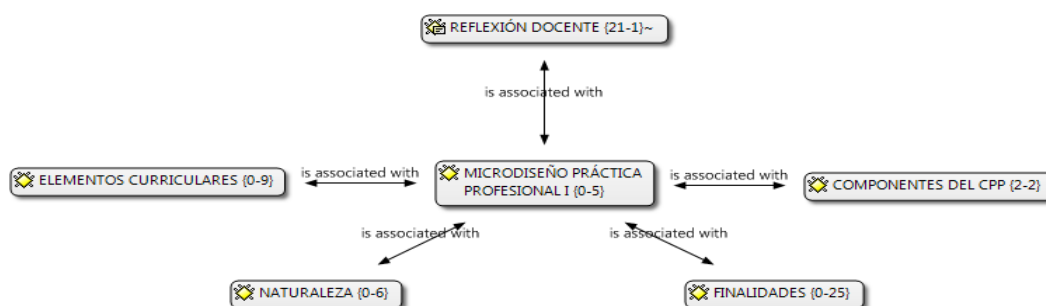 REFLEXIÓN DOCENTE {21-1}~
is associated with
ELEMENTOS CURRICULARES {0-9}
is associated with
MICRODISEÑO PRÁCTICA
PROFESIONAL I {0-5}
is associated with
COMPONENTES DEL CPP {2-2}
is associated with
is associated with
NATURALEZA {0-6}
FINALIDADES {0-25}